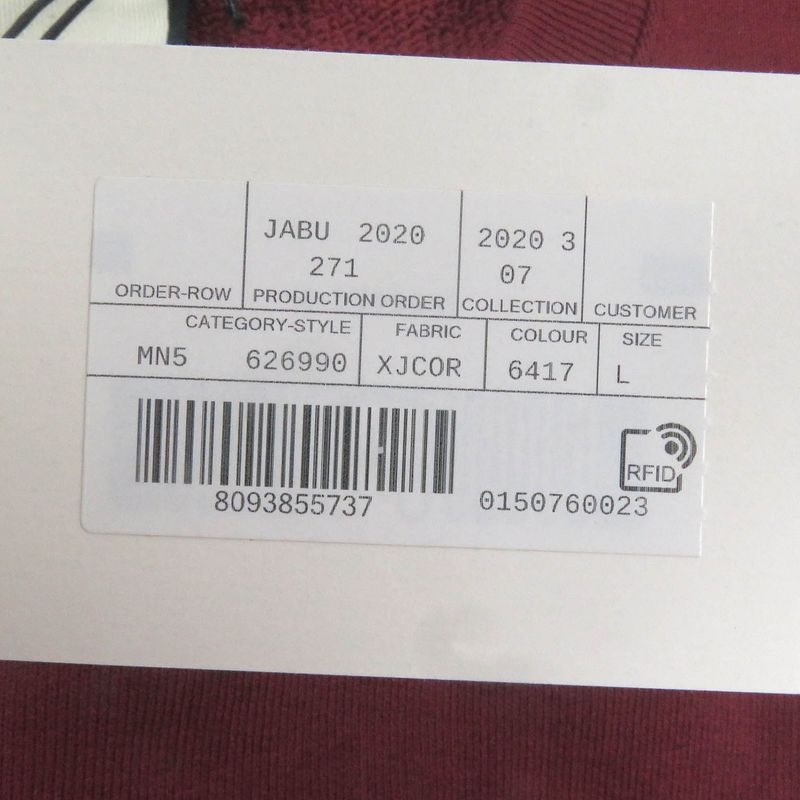 JABU 2020
271
2020 3
07
ORDER-ROW PRODUCTION ORDER COLLECTION CUSTOMER
CATEGORY-STYLE FABRIC COLOUR SIZE
MN5 626990 XJCOR 6417 L
RFID
8093855737 0150760023